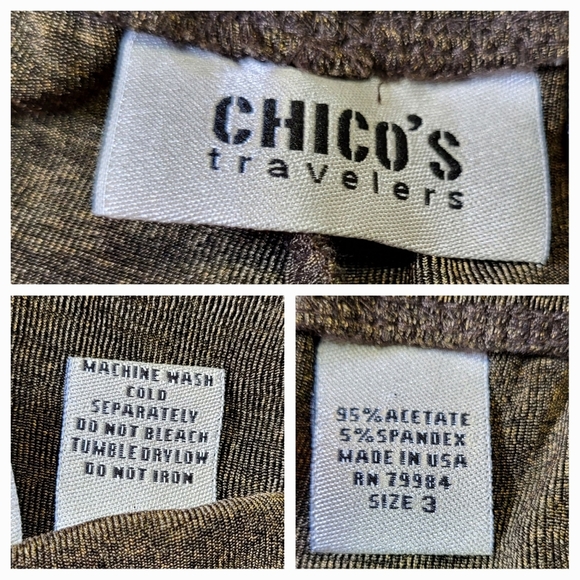 CHICO'S
travelers
MACHINE WASH
COLD
SEPARATELY
DO NOT BLEACH
TUMBLE DRY LOW
DO NOT IRON
95% ACETATE
5% SPANDEX
MADE IN USA
RN 79984
SIZE 3